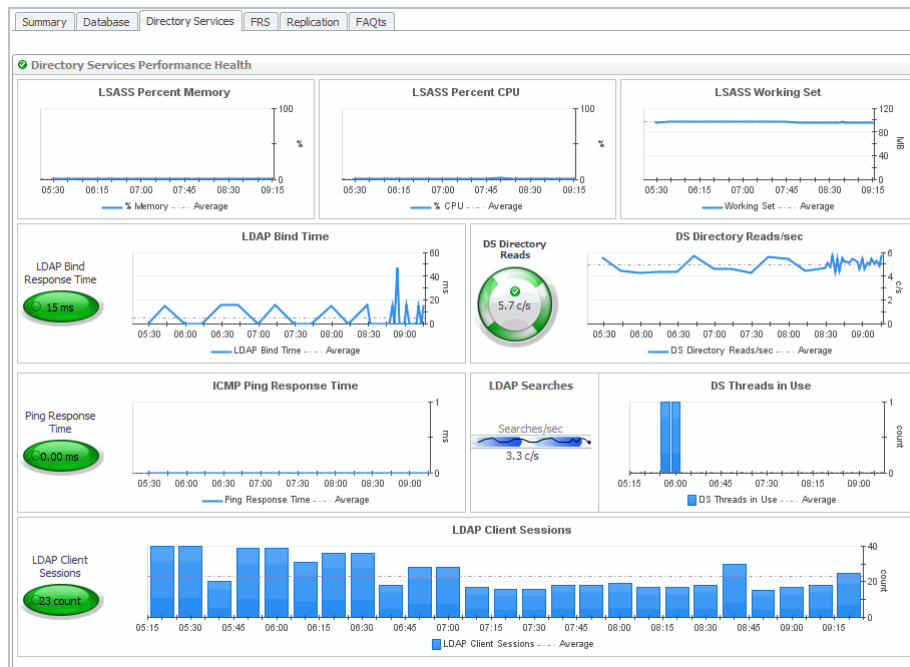 Summary Database Directory Services FRS Replication FAQts
Directory Services Performance Health
LSASS Percent Memory
100
%
0
05:30 06:15 07:00 07:45 08:30 09:15
% Memory Average
LSASS Percent CPU
100
%
0
05:30 06:15 07:00 07:45 08:30 09:15
% CPU Average
LSASS Working Set
120
80
MB
40
0
05:30 06:15 07:00 07:45 08:30 09:15
Working Set Average
LDAP Bind
Response Time
15 ms
LDAP Bind Time
60
40
ms
20
0
05:30 06:00 06:30 07:00 07:30 08:00 08:30 09:00
LDAP Bind Time Average
DS Directory
Reads
5.7 c/s
DS Directory Reads/sec
6
4
c/s
2
0
05:30 06:00 06:30 07:00 07:30 08:00 08:30 09:00
DS Directory Reads/sec Average
Ping Response
Time
0.00 ms
ICMP Ping Response Time
1
ms
0
05:30 06:00 06:30 07:00 07:30 08:00 08:30 09:00
Ping Response Time Average
LDAP Searches
Searches/sec
3.3 c/s
DS Threads in Use
1
count
0
05:15 06:00 06:45 07:30 08:15 09:00
DS Threads in Use Average
LDAP Client
Sessions
23 count
LDAP Client Sessions
40
20
count
0
05:15 05:30 05:45 06:00 06:15 06:30 06:45 07:00 07:15 07:30 07:45 08:00 08:15 08:30 08:45 09:00 09:15
LDAP Client Sessions Average